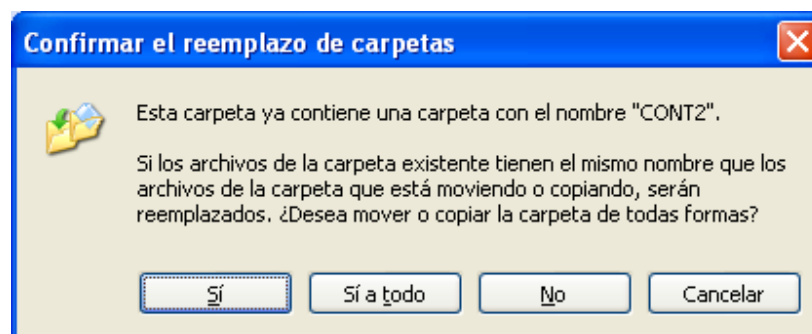 Confirmar el reemplazo de carpetas
Esta carpeta ya contiene una carpeta con el nombre "CONT2".
Si los archivos de la carpeta existente tienen el mismo nombre que los
archivos de la carpeta que está moviendo o copiando, serán
reemplazados. ¿Desea mover o copiar la carpeta de todas formas?
Sí Sí a todo No Cancelar